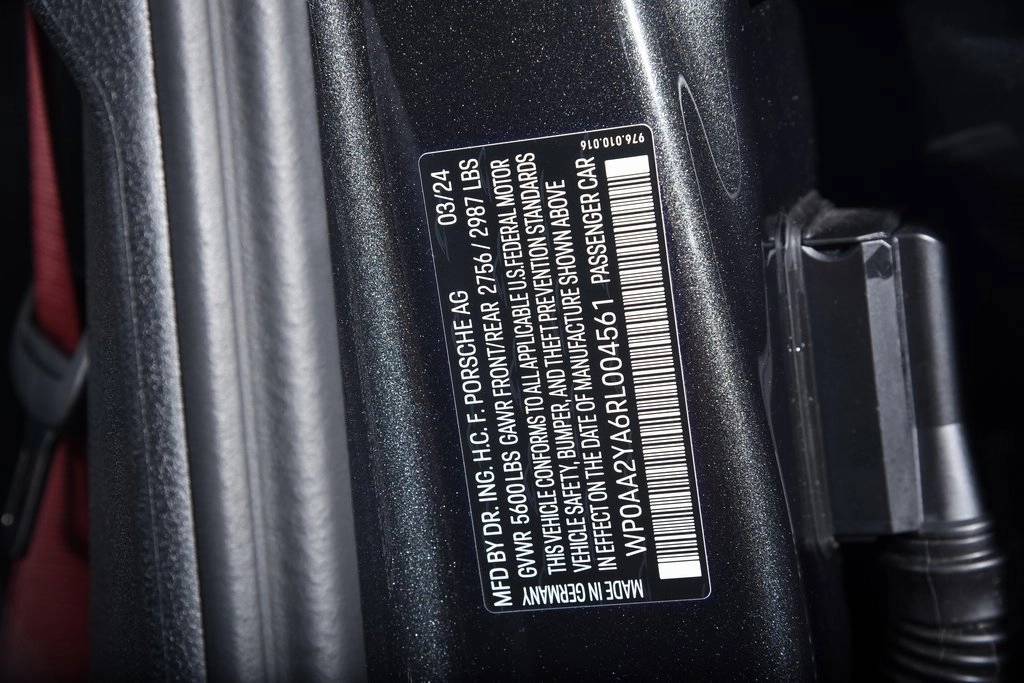 MFD BY DR. ING. H.C. F. PORSCHE AG 03/24
GVWR 5600LBS GAWR FRONT/REAR 2756 / 2987 LBS
THIS VEHICLE CONFORMS TO ALL APPLICABLE U.S. FEDERAL MOTOR
VEHICLE SAFETY, BUMPER, AND THEFT PREVENTION STANDARDS
IN EFFECT ON THE DATE OF MANUFACTURE SHOWN ABOVE
WP0AA2YA6RL004561 PASSENGER CAR
MADE IN GERMANY
976.010.016